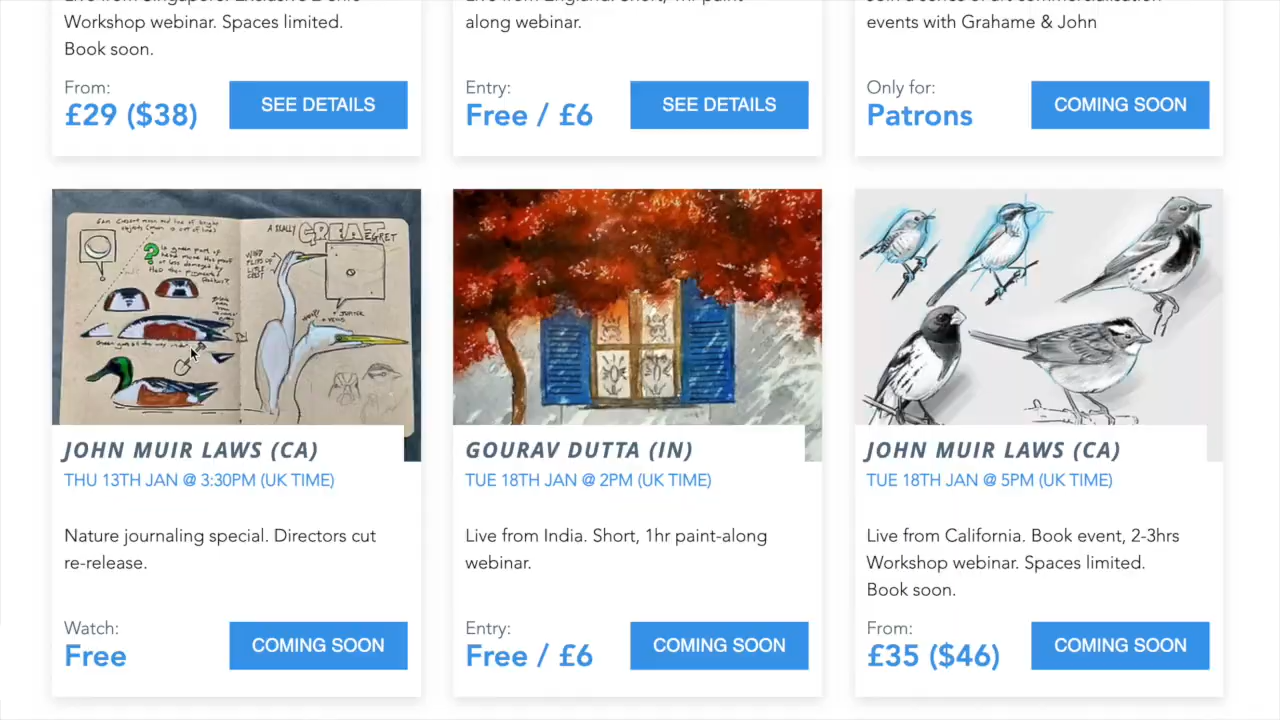 Workshop webinar. Spaces limited.
Book soon.
From:
£29 ($38)
SEE DETAILS
along webinar.
Entry:
Free / £6
SEE DETAILS
events with Grahame & John
Only for:
Patrons
COMING SOON
A REALLY GREAT EGRET
JOHN MUIR LAWS (CA)
THU 13TH JAN @ 3:30PM (UK TIME)
Nature journaling special. Directors cut
re-release.
Watch:
Free
COMING SOON
GOURAV DUTTA (IN)
TUE 18TH JAN @ 2PM (UK TIME)
Live from India. Short, 1hr paint-along
webinar.
Entry:
Free / £6
COMING SOON
JOHN MUIR LAWS (CA)
TUE 18TH JAN @ 5PM (UK TIME)
Live from California. Book event, 2-3hrs
Workshop webinar. Spaces limited.
Book soon.
From:
£35 ($46)
COMING SOON